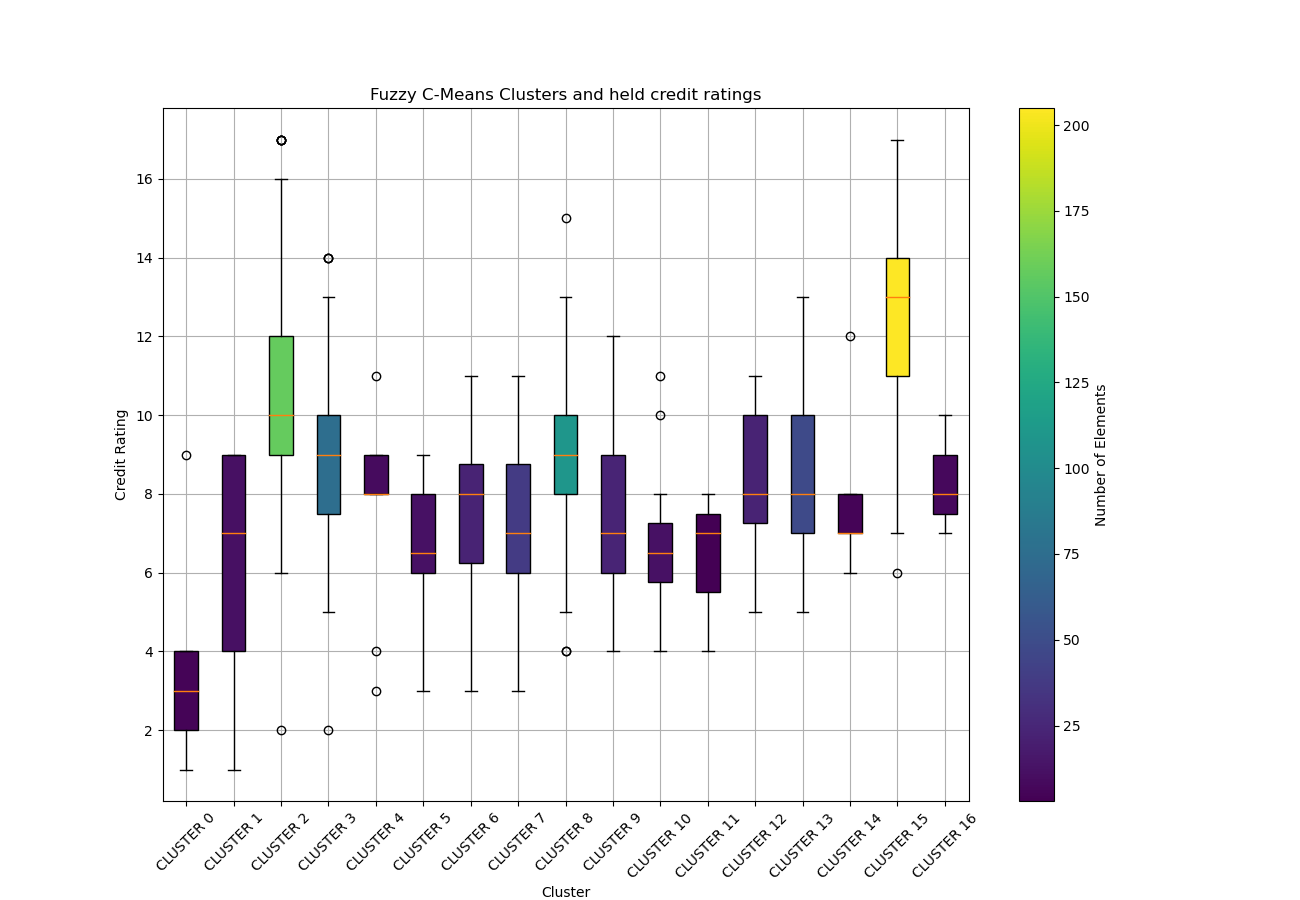 Fuzzy C-Means Clusters and held credit ratings
16
14
12
10
8
6
4
2
Credit Rating
CLUSTER 0
CLUSTER 1
CLUSTER 2
CLUSTER 3
CLUSTER 4
CLUSTER 5
CLUSTER 6
CLUSTER 7
CLUSTER 8
CLUSTER 9
CLUSTER 10
CLUSTER 11
CLUSTER 12
CLUSTER 13
CLUSTER 14
CLUSTER 15
CLUSTER 16
Cluster
200
175
150
125
100
75
50
25
Number of Elements